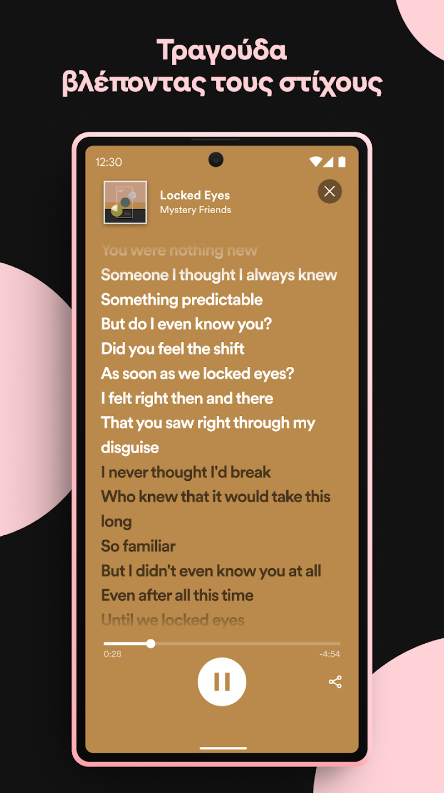 Τραγούδα
βλέποντας τους στίχους
12:30
Locked Eyes
Mystery Friends
You were nothing new
Someone I thought I always knew
Something predictable
But do I even know you?
Did you feel the shift
As soon as we locked eyes?
I felt right then and there
That you saw right through my
disguise
I never thought I'd break
Who knew that it would take this
long
So familiar
But I didn't even know you at all
Even after all this time
Until we locked eyes
0:28
-4:54